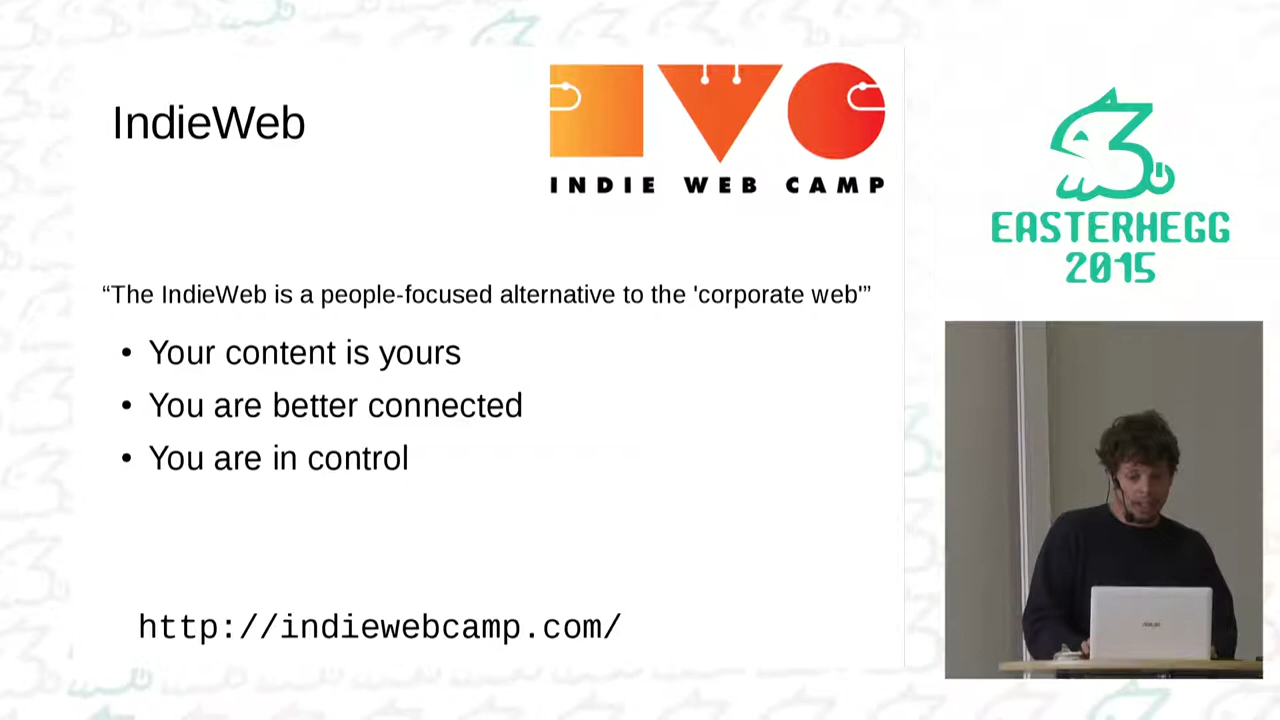 IndieWeb
INDIE WEB CAMP
“The IndieWeb is a people-focused alternative to the 'corporate web'”
• Your content is yours
• You are better connected
• You are in control
http://indiewebcamp.com/
EASTERHEGG
2015
ASUS